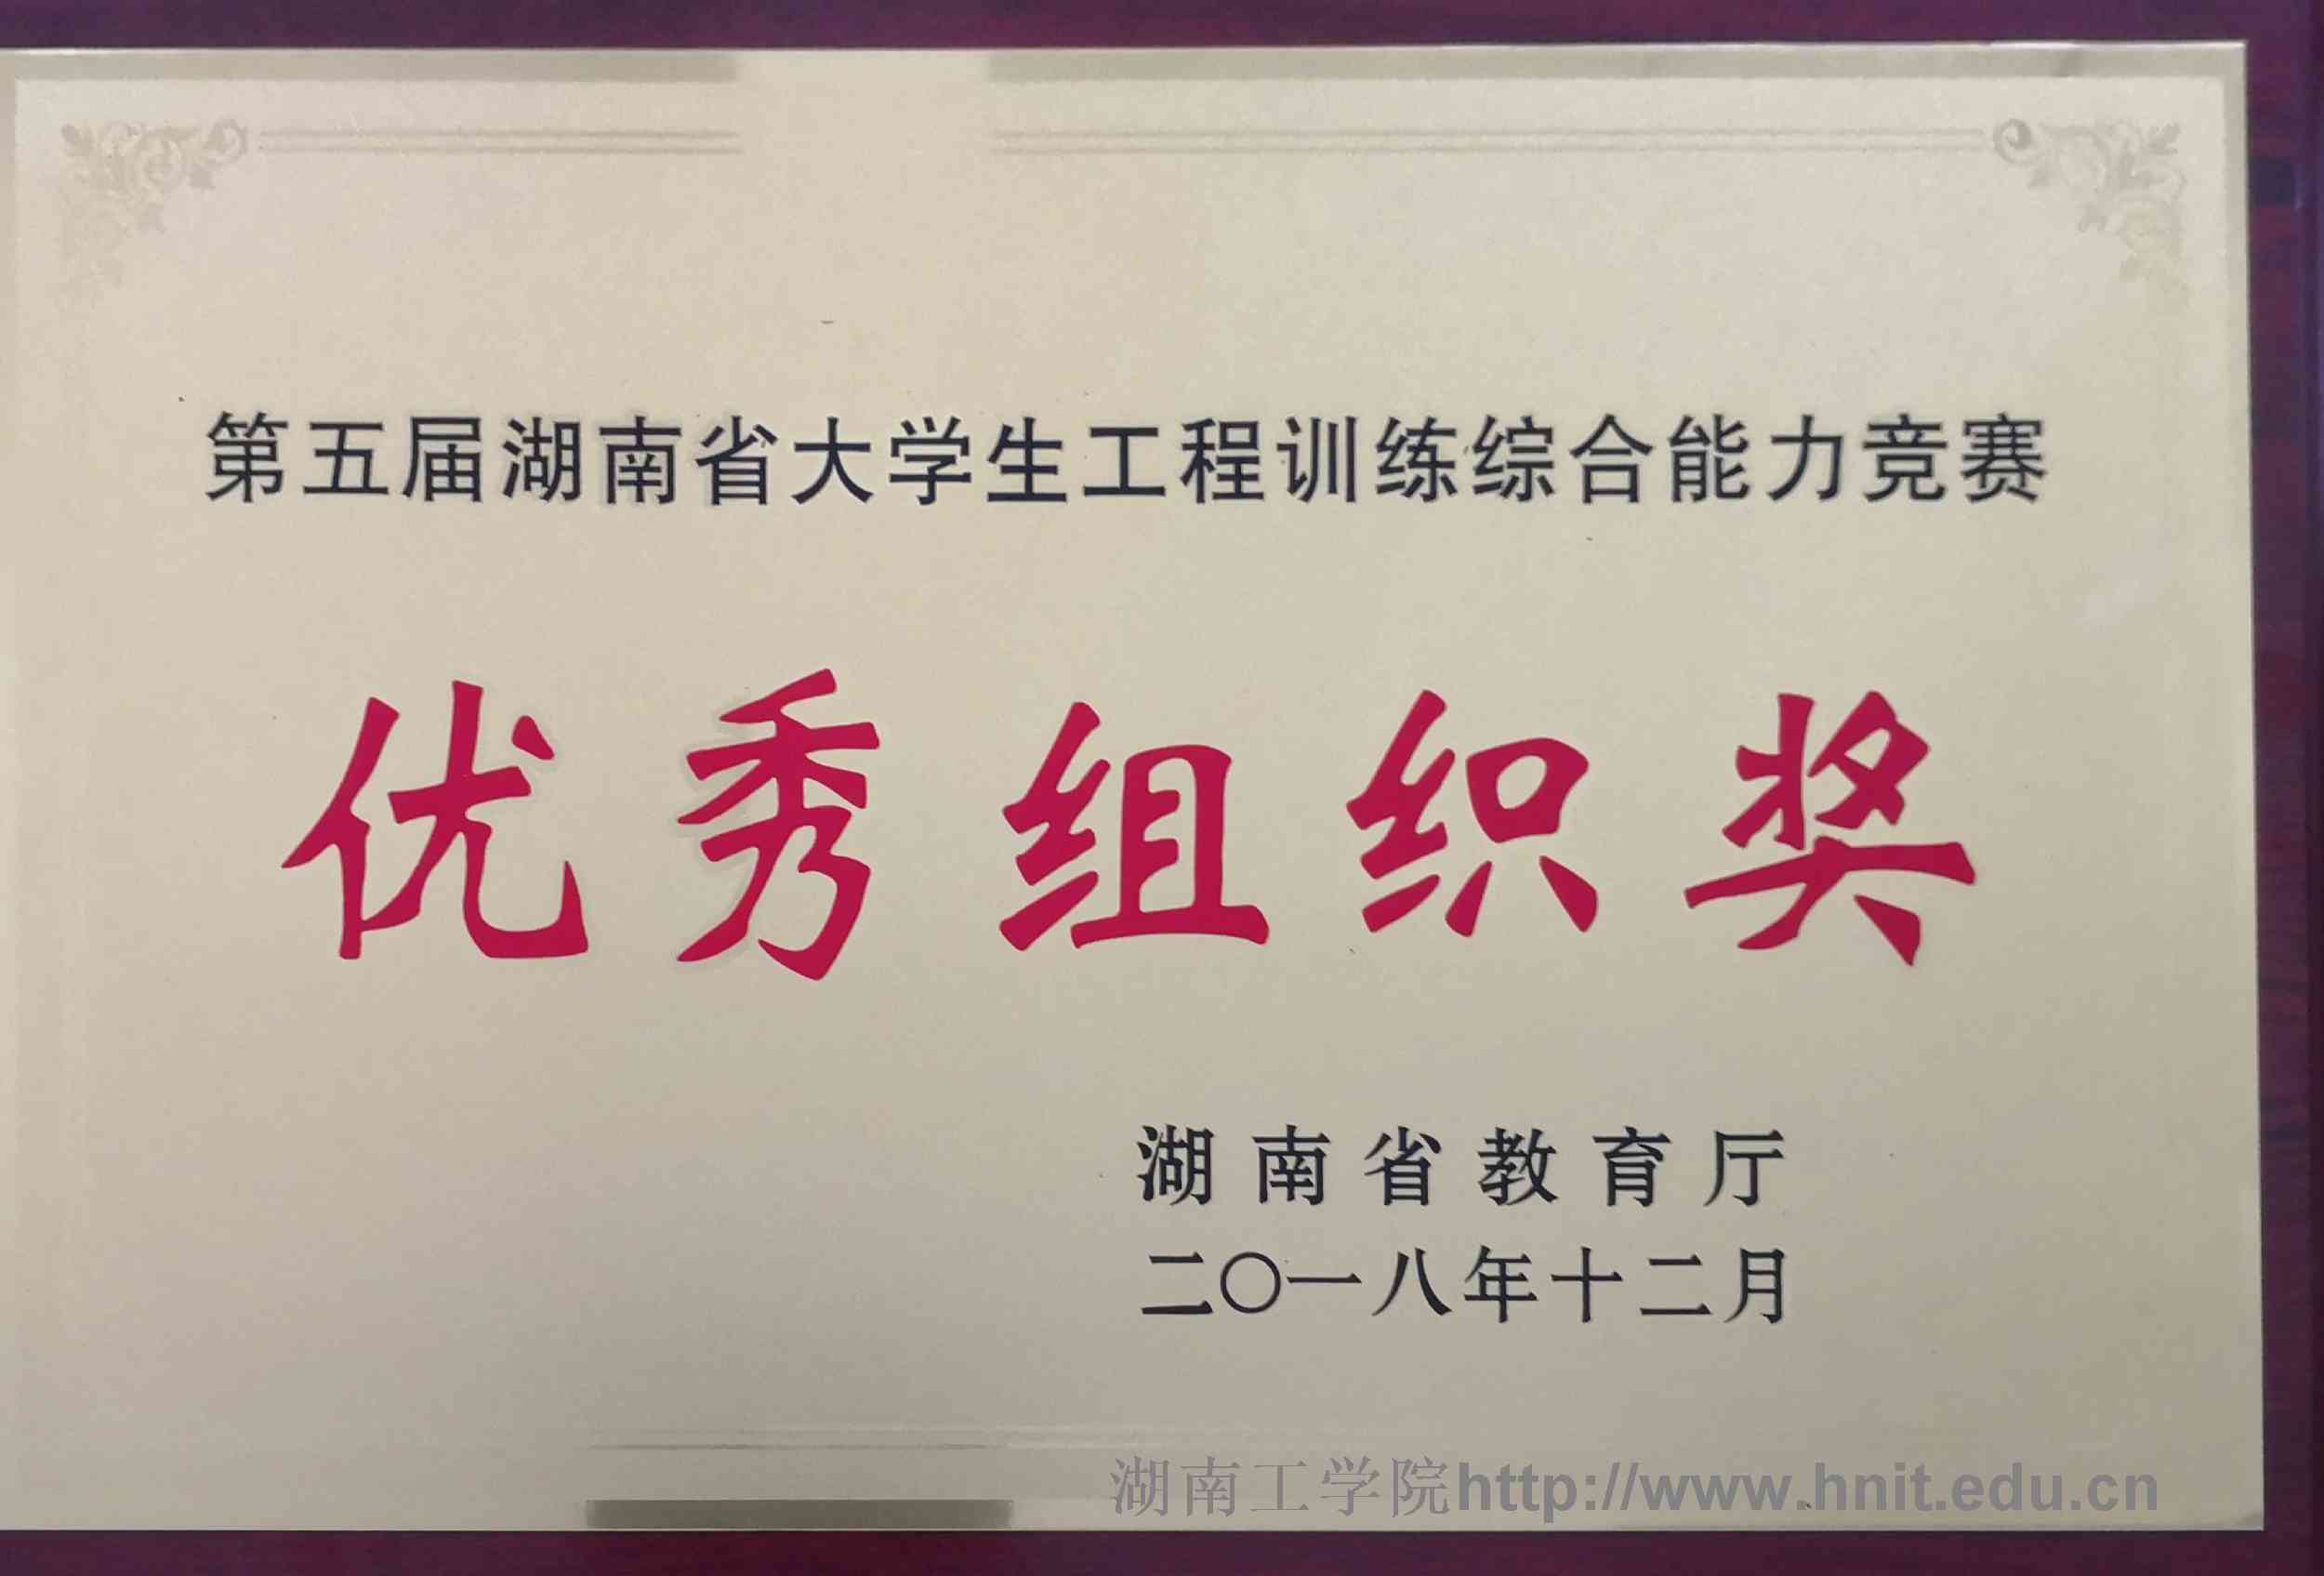 第五届湖南省大学生工程训练综合能力竞赛
优秀组织奖
湖南省教育厅
二〇一八年十二月
湖南工学院http://www.hnit.edu.cn